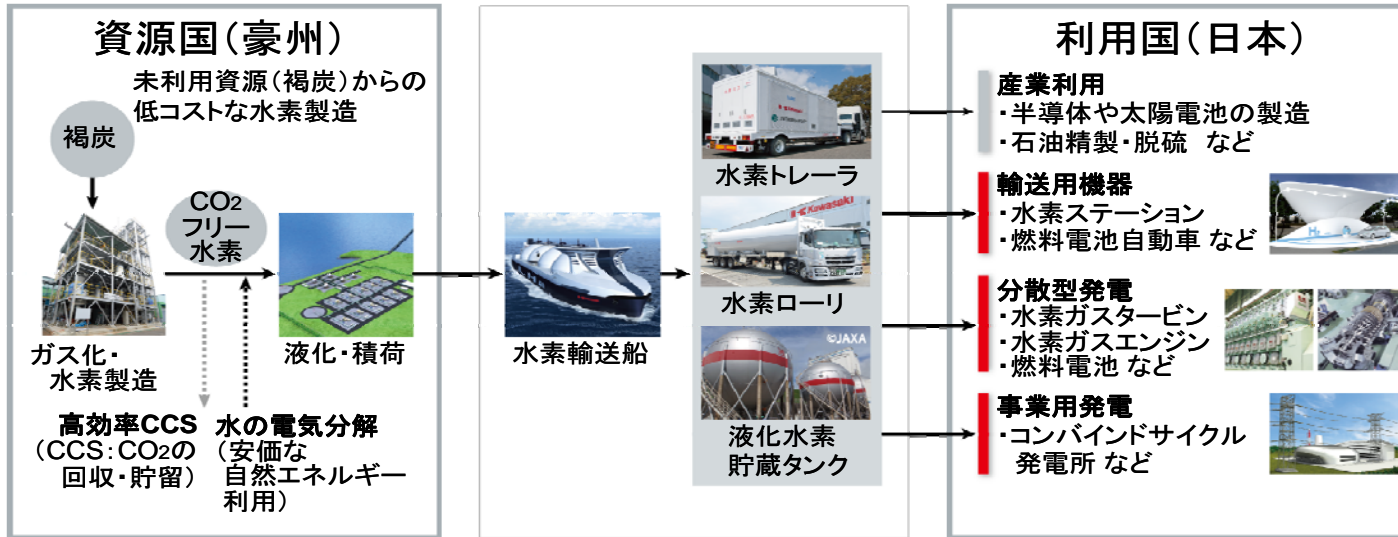 資源国（豪州）
未利用資源（褐炭）からの
低コストな水素製造
褐炭
CO2
フリー
水素
ガス化・
水素製造
液化・積荷
高効率CCS
（CCS：CO2の
回収・貯留）
水の電気分解
（安価な
自然エネルギー
利用）
水素輸送船
水素トレーラ
Kawasaki
水素ローリ
©JAXA
液化水素
貯蔵タンク
利用国（日本）
産業利用
・半導体や太陽電池の製造
・石油精製・脱硫 など
輸送用機器
・水素ステーション
・燃料電池自動車 など
H2
分散型発電
・水素ガスタービン
・水素ガスエンジン
・燃料電池 など
事業用発電
・コンバインドサイクル
発電所 など